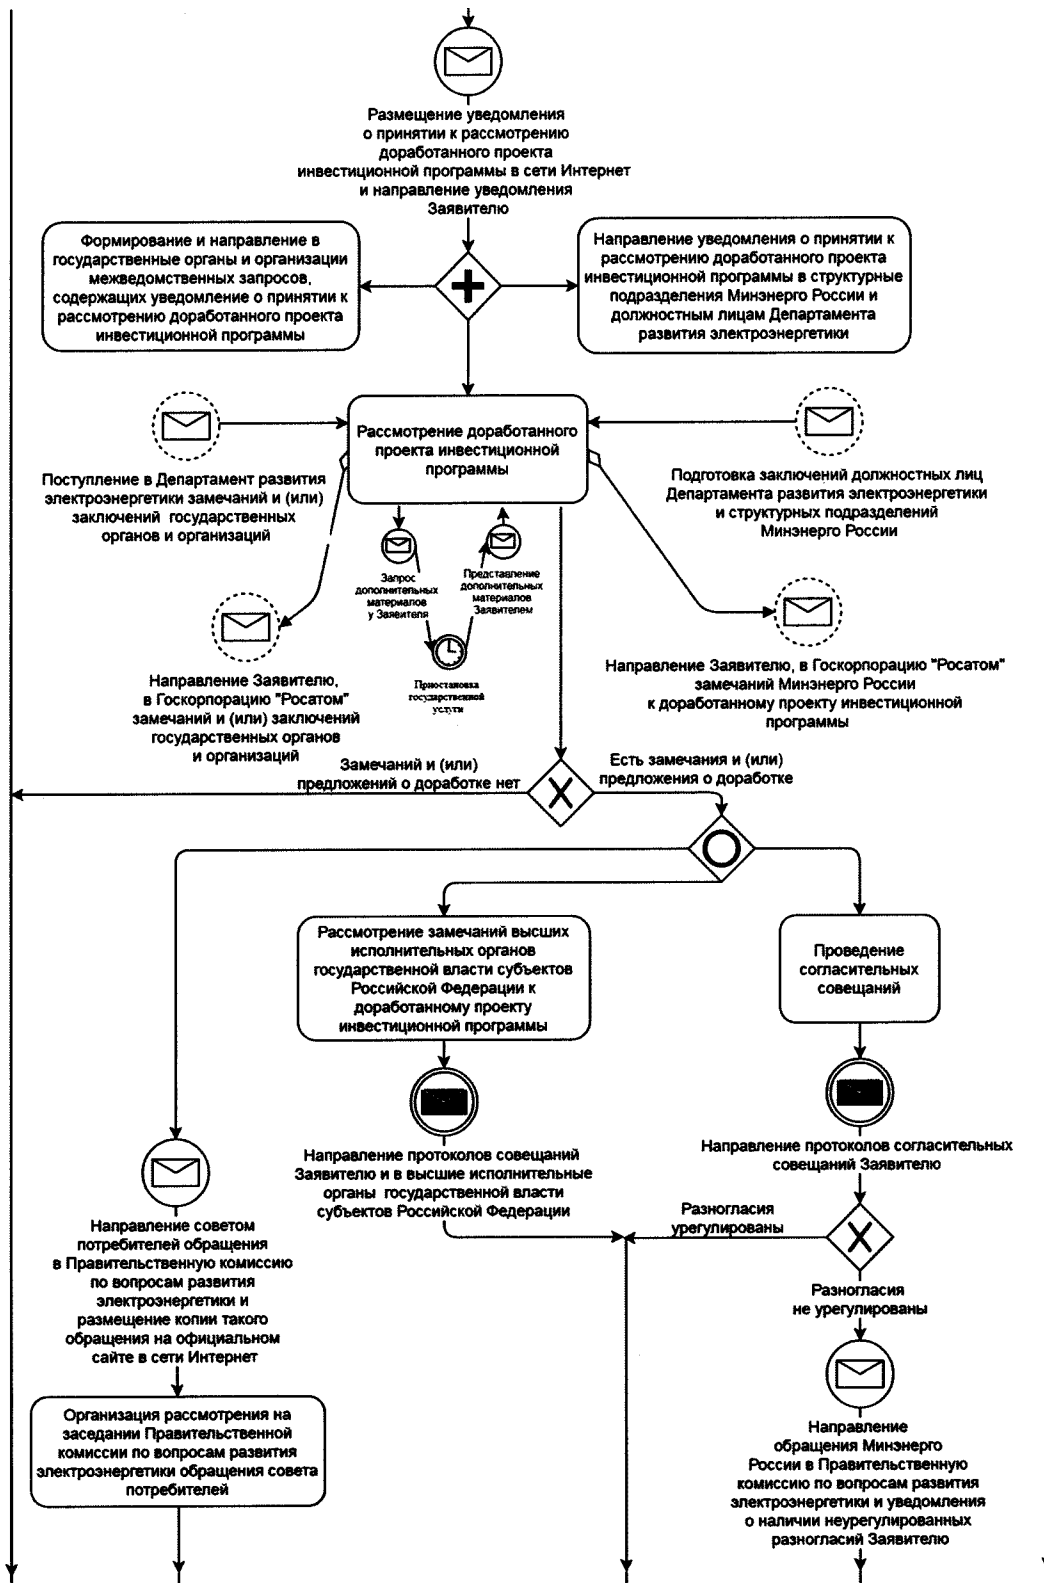 Размещение уведомления
о принятии к рассмотрению
доработанного проекта
инвестиционной программы в сети Интернет
и направление уведомления
Заявителю
Формирование и направление в
государственные органы и организации
межведомственных запросов,
содержащих уведомление о принятии к
рассмотрению доработанного проекта
инвестиционной программы
Направление уведомления о принятии к
рассмотрению доработанного проекта
инвестиционной программы в структурные
подразделения Минэнерго России и
должностным лицам Департамента
развития электроэнергетики
Рассмотрение доработанного
проекта инвестиционной
программы
Поступление в Департамент развития
электроэнергетики замечаний и (или)
заключений государственных
органов и организаций
Подготовка заключений должностных лиц
Департамента развития электроэнергетики
и структурных подразделений
Минэнерго России
Запрос
дополнительных
материалов
у Заявителя
Представление
дополнительных
материалов
Заявителем
Приостановка
государственной
услуги
Направление Заявителю,
в Госкорпорацию "Росатом"
замечаний и (или) заключений
государственных органов
и организаций
Направление Заявителю, в Госкорпорацию "Росатом"
замечаний Минэнерго России
к доработанному проекту инвестиционной
программы
Замечаний и (или)
предложений о доработке нет
Есть замечания и (или)
предложения о доработке
Рассмотрение замечаний высших
исполнительных органов
государственной власти субъектов
Российской Федерации к
доработанному проекту
инвестиционной программы
Проведение
согласительных
совещаний
Направление протоколов совещаний
Заявителю и в высшие исполнительные
органы государственной власти
субъектов Российской Федерации
Направление протоколов согласительных
совещаний Заявителю
Разногласия
урегулированы
Разногласия
не урегулированы
Направление советом
потребителей обращения
в Правительственную комиссию
по вопросам развития
электроэнергетики и
размещение копии такого
обращения на официальном
сайте в сети Интернет
Организация рассмотрения на
заседании Правительственной
комиссии по вопросам развития
электроэнергетики обращения совета
потребителей
Направление
обращения Минэнерго
России в Правительственную
комиссию по вопросам развития
электроэнергетики и уведомления
о наличии неурегулированных
разногласий Заявителю